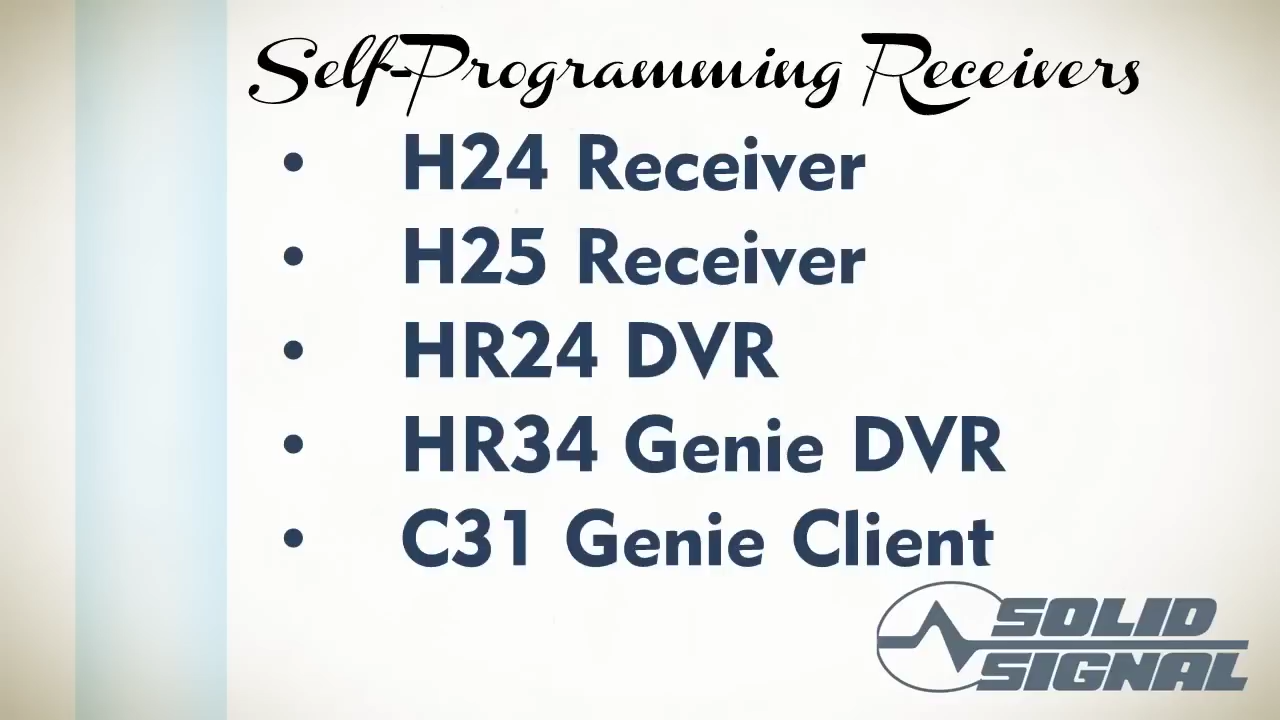 Self-Programming Receivers
• H24 Receiver
• H25 Receiver
• HR24 DVR
• HR34 Genie DVR
• C31 Genie Client
SOLID
SIGNAL